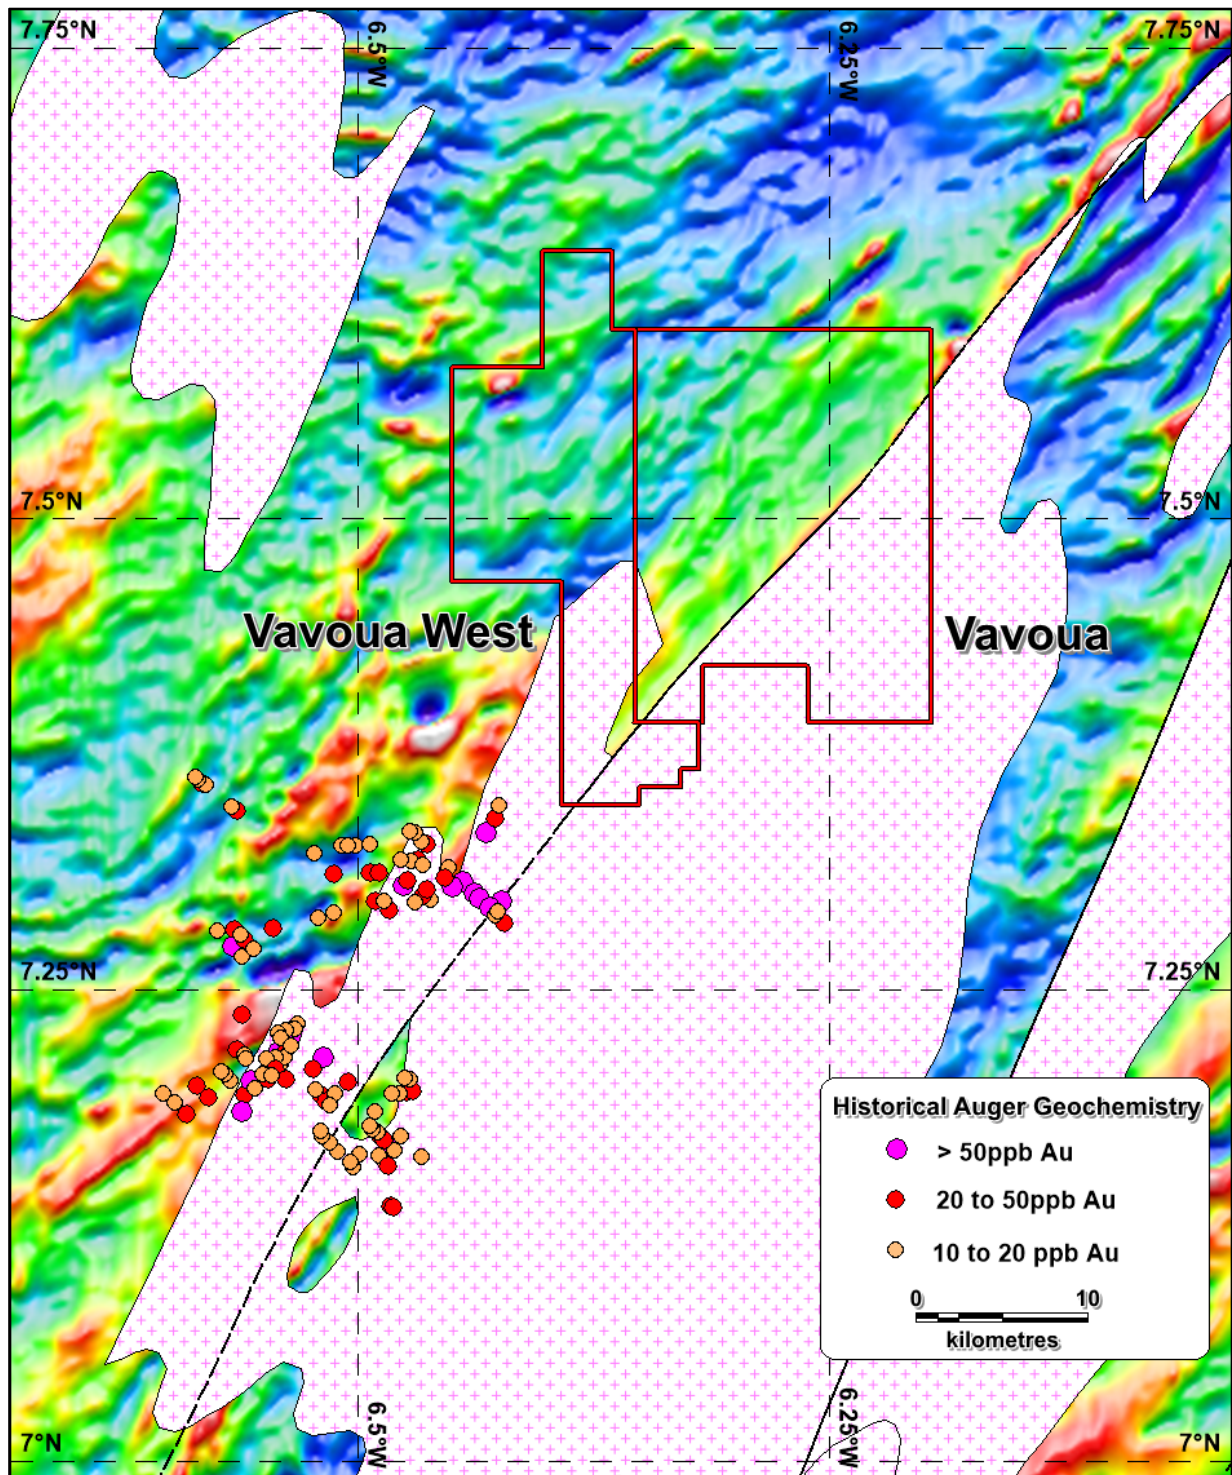 7.75°N
6.5°W
6.25°W
7.75°N
7.5°N
7.5°N
Vavoua West
Vavoua
7.25°N
7.25°N
Historical Auger Geochemistry
> 50ppb Au
20 to 50ppb Au
10 to 20 ppb Au
0 10
kilometres
7°N
6.5°W
6.25°W
7°N